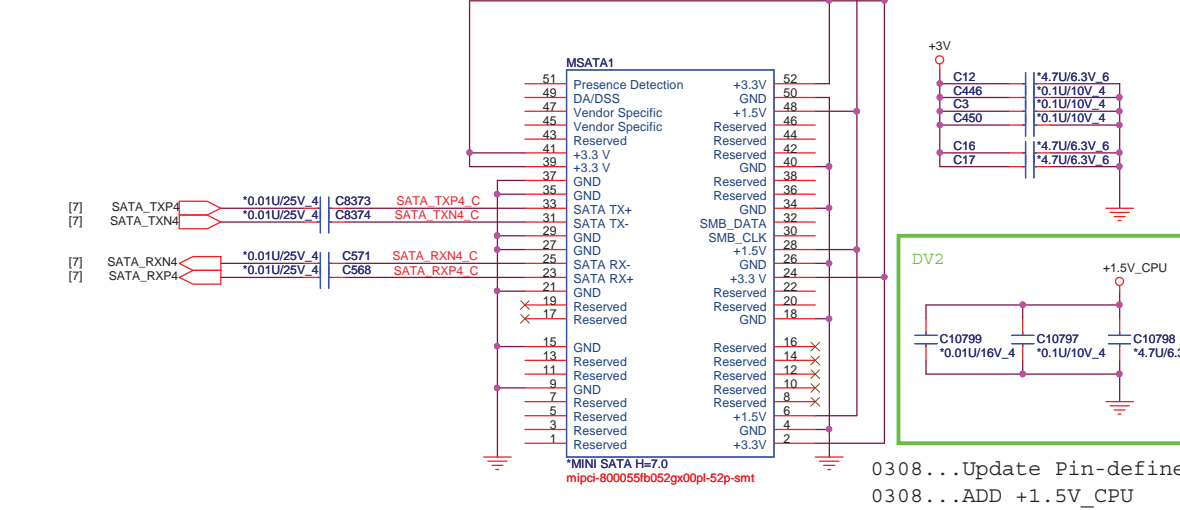 MSATA1
51 Presence Detection +3.3V 52
49 DA/DSS GND 50
47 Vendor Specific +1.5V 48
45 Vendor Specific Reserved 46
43 Reserved Reserved 44
41 +3.3 V Reserved 42
39 +3.3 V GND 40
37 GND Reserved 38
35 GND Reserved 36
[7] SATA_TXP4 *0.01U/25V_4 C8373 SATA_TXP4_C 33 SATA TX+ GND 34
[7] SATA_TXN4 *0.01U/25V_4 C8374 SATA_TXN4_C 31 SATA TX- SMB_DATA 32
29 GND SMB_CLK 30
27 GND +1.5V 28
[7] SATA_RXN4 *0.01U/25V_4 C571 SATA_RXN4_C 25 SATA RX- GND 26
[7] SATA_RXP4 *0.01U/25V_4 C568 SATA_RXP4_C 23 SATA RX+ +3.3 V 24
21 GND Reserved 22
19 Reserved Reserved 20
17 Reserved GND 18
15 GND Reserved 16
13 Reserved Reserved 14
11 Reserved Reserved 12
9 GND Reserved 10
7 Reserved Reserved 8
5 Reserved +1.5V 6
3 Reserved GND 4
1 Reserved +3.3V 2
*MINI SATA H=7.0
mipci-800055fb052gx00pl-52p-smt
+3V
C12 *4.7U/6.3V_6
C446 *0.1U/10V_4
C3 *0.1U/10V_4
C450 *0.1U/10V_4
C16 *4.7U/6.3V_6
C17 *4.7U/6.3V_6
DV2
+1.5V_CPU
C10799 C10797 C10798
*0.01U/16V_4 *0.1U/10V_4 *4.7U/6.3
0308...Update Pin-define
0308...ADD +1.5V_CPU